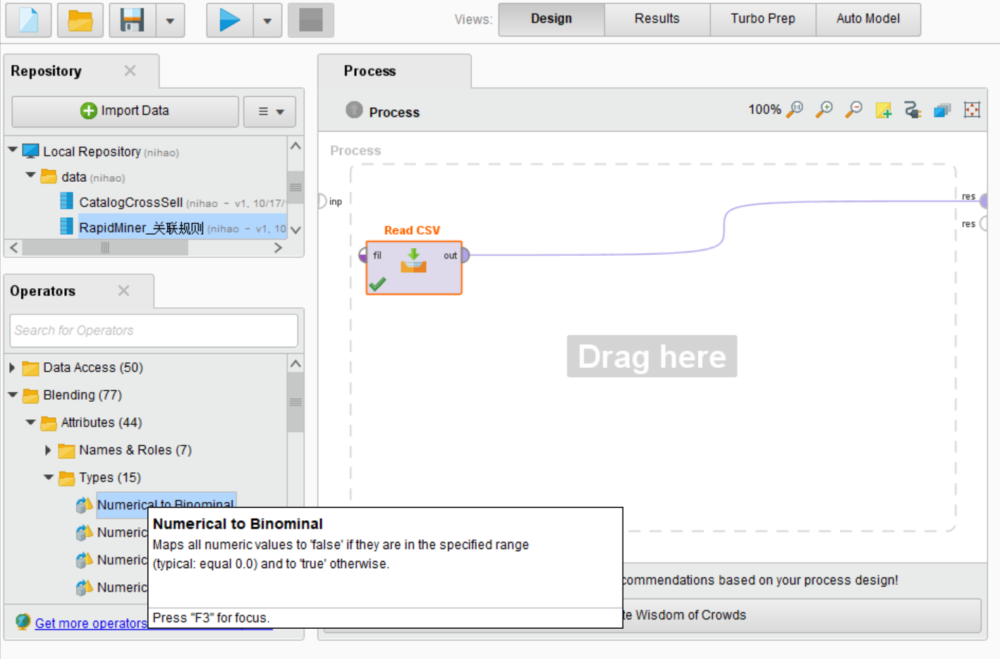 Views:
Design
Results
Turbo Prep
Auto Model
Repository
Import Data
Local Repository (nihao)
data (nihao)
CatalogCrossSell (nihao – v1, 10/17/
RapidMiner_关联规则 (nihao – v1, 10
Operators
Search for Operators
Data Access (50)
Blending (77)
Attributes (44)
Names & Roles (7)
Types (15)
Numerical to Binominal
Numeric
Numeric
Numeric
Get more operators
Process
Process
100%
Process
inp
res
res
Read CSV
fil
out
Drag here
Numerical to Binominal
Maps all numeric values to 'false' if they are in the specified range
(typical: equal 0.0) and to 'true' otherwise.
Press "F3" for focus.
commendations based on your process design!
te Wisdom of Crowds